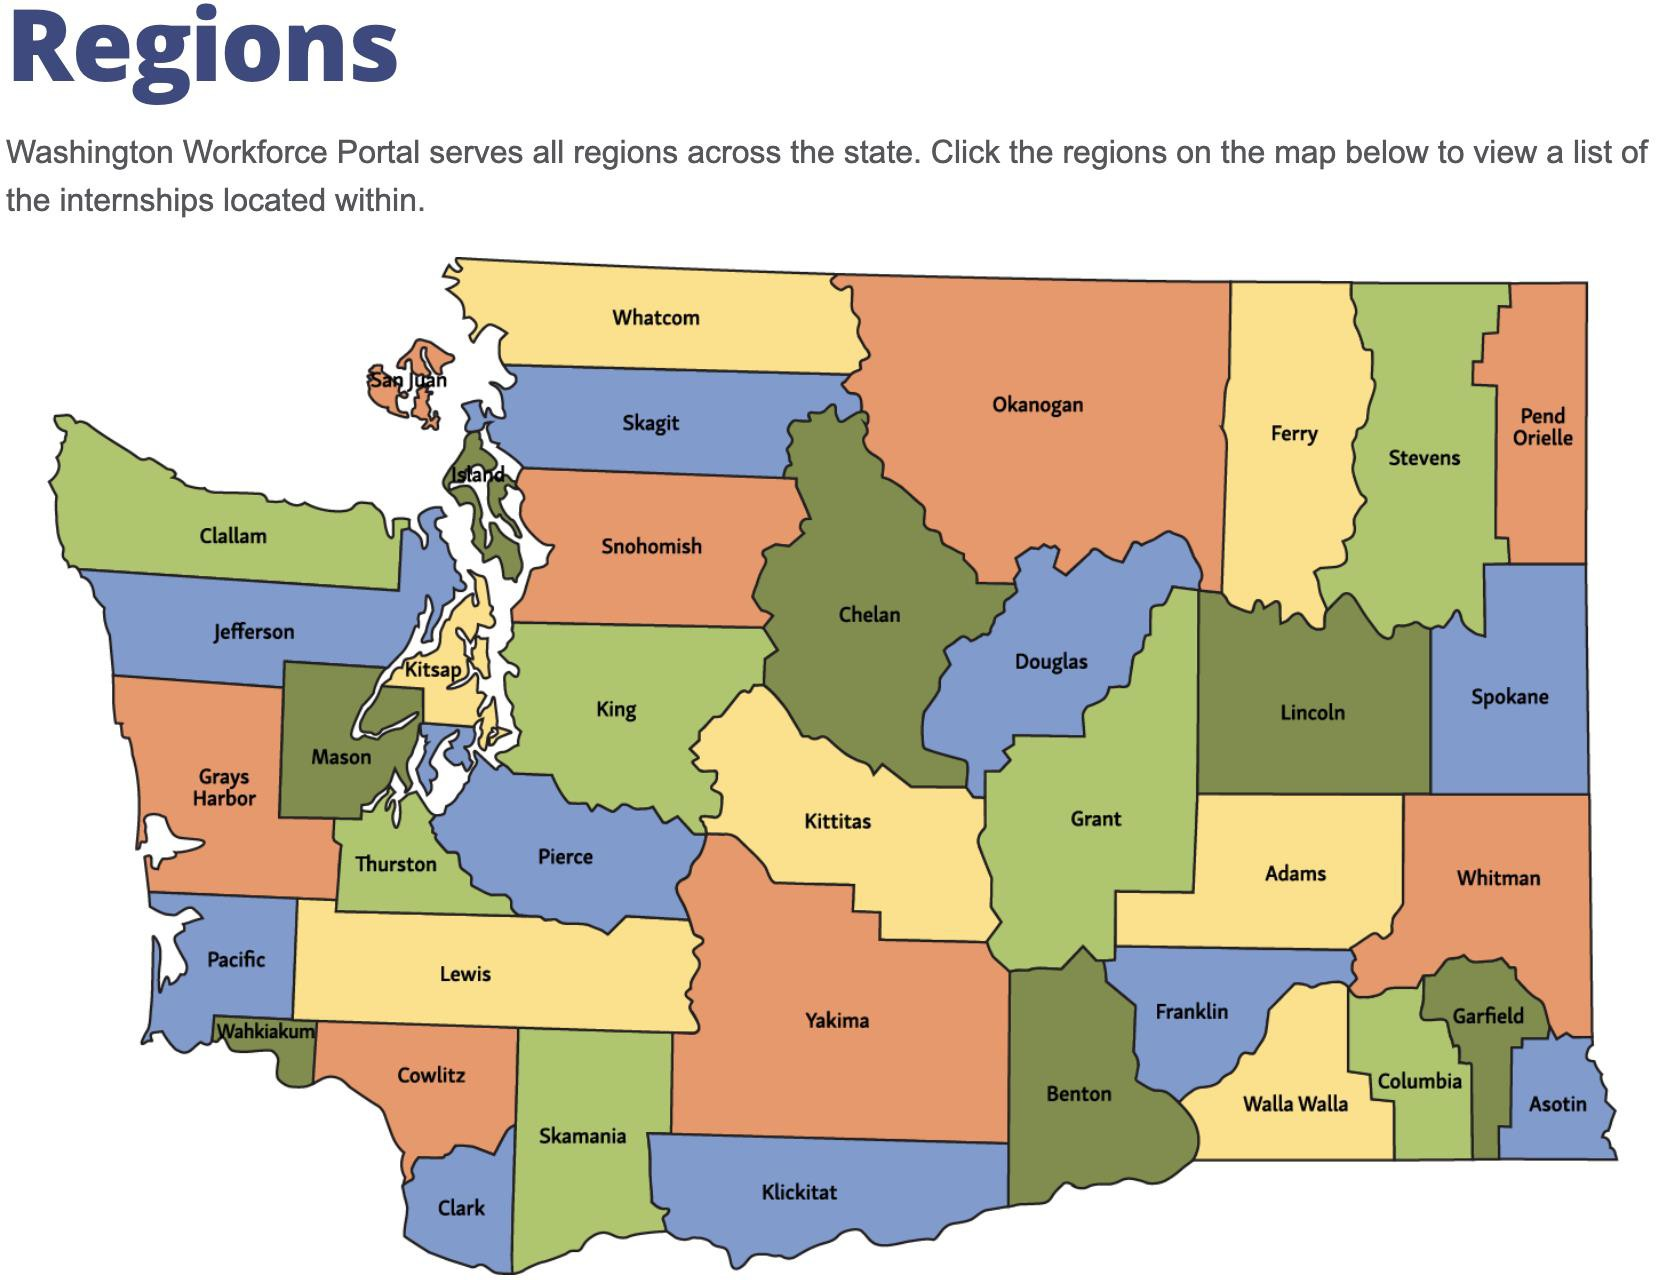 Regions
Washington Workforce Portal serves all regions across the state. Click the regions on the map below to view a list of
the internships located within.
Whatcom
San Juan
Skagit
Okanogan
Ferry
Stevens
Pend
Orielle
Island
Clallam
Snohomish
Chelan
Jefferson
Kitsap
Douglas
King
Lincoln
Spokane
Mason
Grays
Harbor
Kittitas
Grant
Thurston
Pierce
Adams
Whitman
Pacific
Lewis
Yakima
Franklin
Garfield
Wahkiakum
Cowlitz
Benton
Columbia
Walla Walla
Asotin
Skamania
Clark
Klickitat